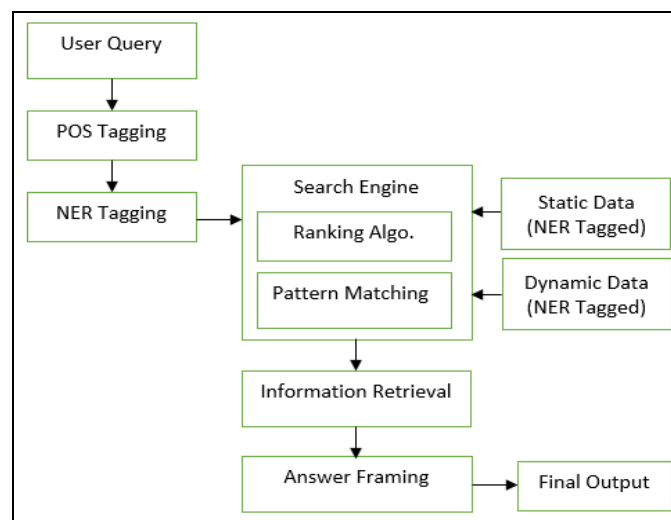 User Query
POS Tagging
NER Tagging
Search Engine
Ranking Algo.
Pattern Matching
Static Data
(NER Tagged)
Dynamic Data
(NER Tagged)
Information Retrieval
Answer Framing
Final Output